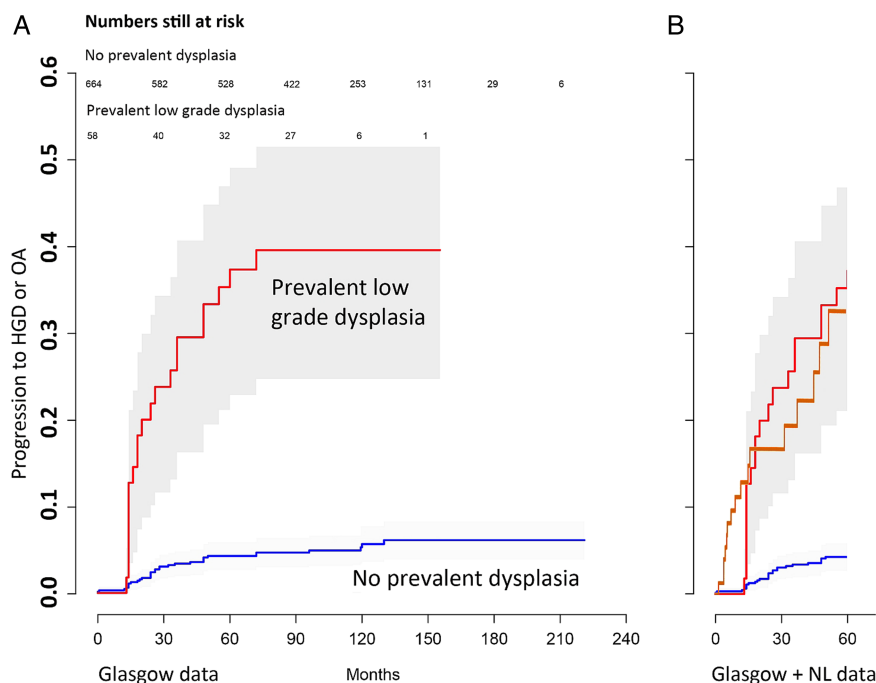 A
Numbers still at risk
No prevalent dysplasia
664 582 528 422 253 131 29 6
Prevalent low grade dysplasia
58 40 32 27 6 1
Progression to HGD or OA
0.6
0.5
0.4
0.3
0.2
0.1
0.0
Prevalent low
grade dysplasia
No prevalent dysplasia
0 30 60 90 120 150 180 210 240
Glasgow data
Months
B
0 30 60
Glasgow + NL data